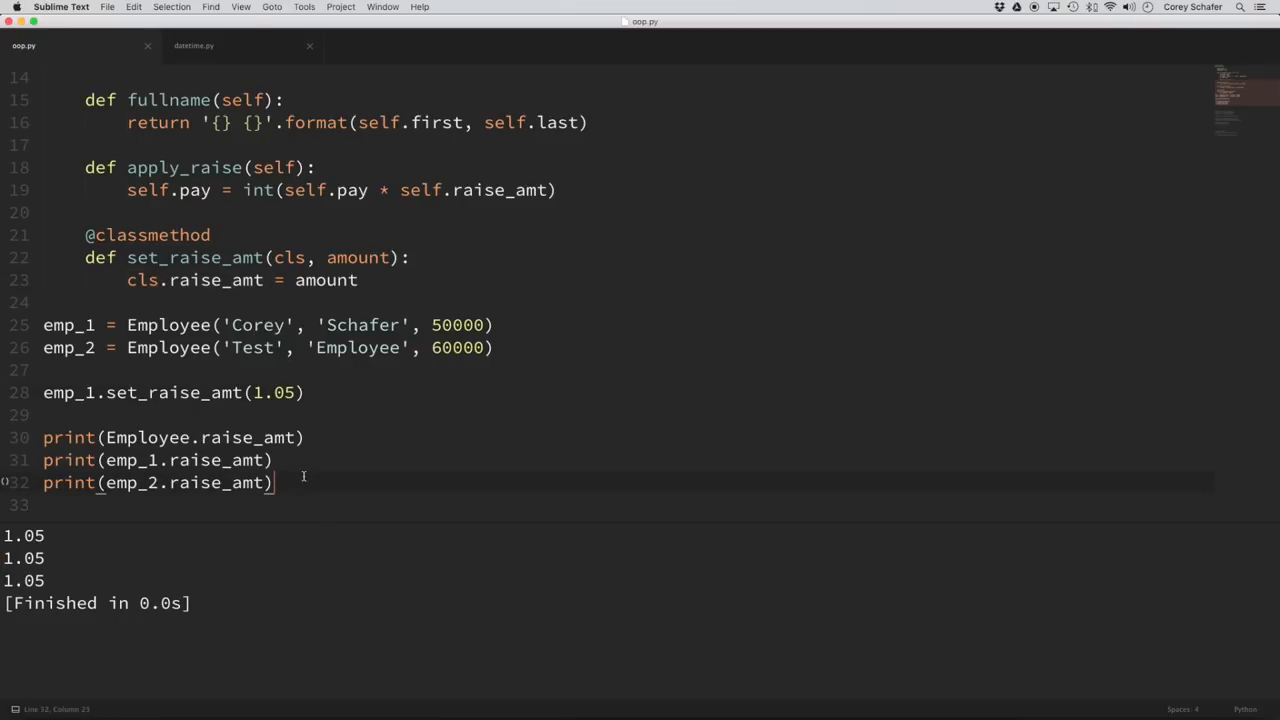 Sublime Text File Edit Selection Find View Goto Tools Project Window Help Corey Schafer
oop.py
oop.py datetime.py
14
15 def fullname(self):
16 return '{} {}'.format(self.first, self.last)
17
18 def apply_raise(self):
19 self.pay = int(self.pay * self.raise_amt)
20
21 @classmethod
22 def set_raise_amt(cls, amount):
23 cls.raise_amt = amount
24
25 emp_1 = Employee('Corey', 'Schafer', 50000)
26 emp_2 = Employee('Test', 'Employee', 60000)
27
28 emp_1.set_raise_amt(1.05)
29
30 print(Employee.raise_amt)
31 print(emp_1.raise_amt)
() 32 print(emp_2.raise_amt)
33
1.05
1.05
1.05
[Finished in 0.0s]
Line 32, Column 23 Spaces: 4 Python